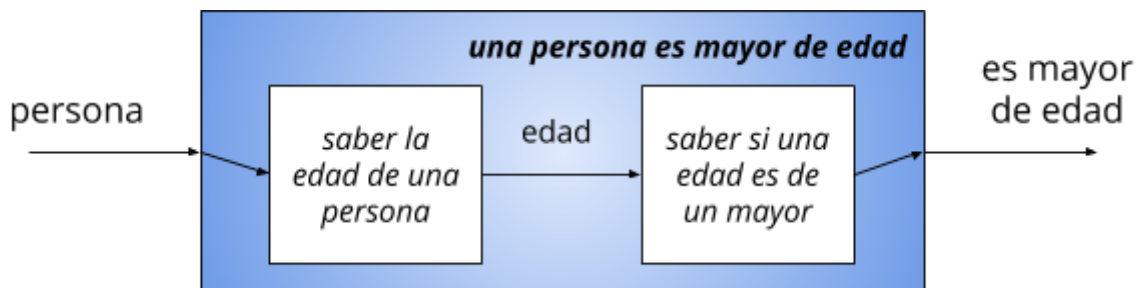 una persona es mayor de edad
persona
saber la
edad de una
persona
edad
saber si una
edad es de
un mayor
es mayor
de edad